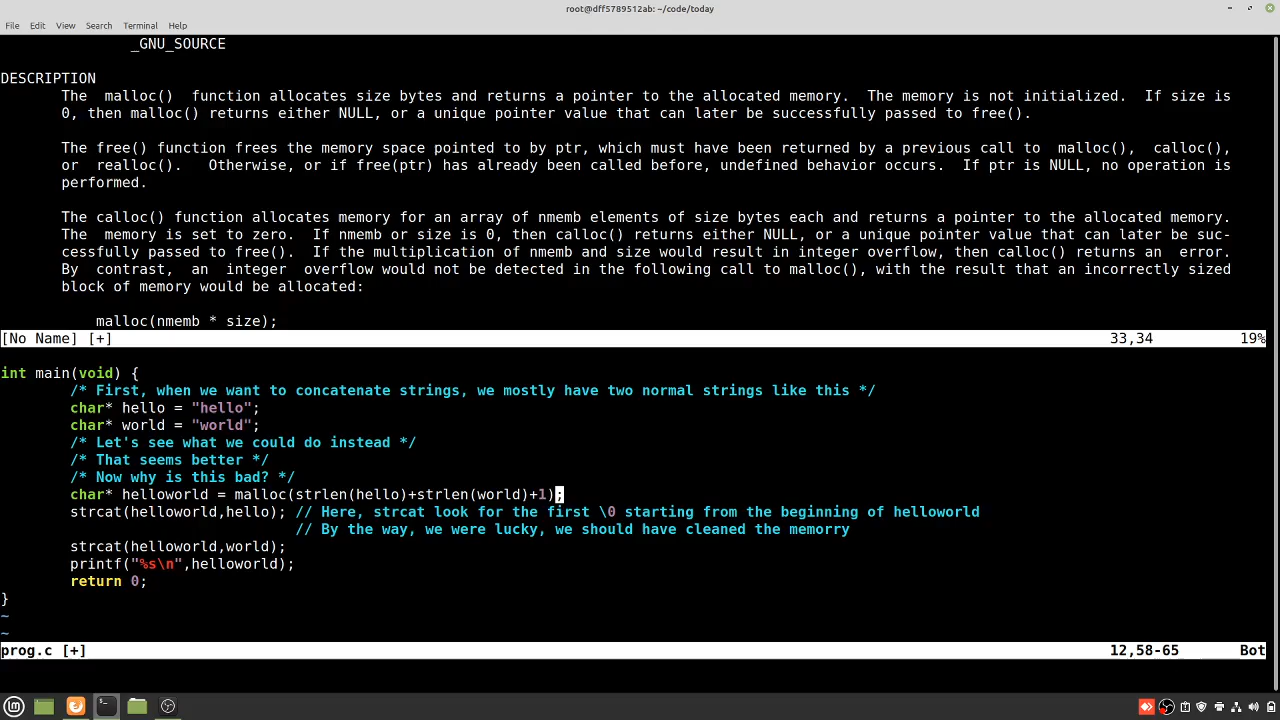 root@dff5789512ab: ~/code/today
File Edit View Search Terminal Help
_GNU_SOURCE
DESCRIPTION
The  malloc()  function allocates size bytes and returns a pointer to the allocated memory.  The memory is not initialized.  If size is
0, then malloc() returns either NULL, or a unique pointer value that can later be successfully passed to free().
The free() function frees the memory space pointed to by ptr, which must have been returned by a previous call to  malloc(),  calloc(),
or  realloc().   Otherwise, or if free(ptr) has already been called before, undefined behavior occurs.  If ptr is NULL, no operation is
performed.
The calloc() function allocates memory for an array of nmemb elements of size bytes each and returns a pointer to the allocated memory.
The  memory is set to zero.  If nmemb or size is 0, then calloc() returns either NULL, or a unique pointer value that can later be suc-
cessfully passed to free().  If the multiplication of nmemb and size would result in integer overflow, then calloc() returns an  error.
By  contrast,  an  integer  overflow would not be detected in the following call to malloc(), with the result that an incorrectly sized
block of memory would be allocated:
malloc(nmemb * size);
[No Name] [+] 33,34 19%
int main(void) {
/* First, when we want to concatenate strings, we mostly have two normal strings like this */
char* hello = "hello";
char* world = "world";
/* Let's see what we could do instead */
/* That seems better */
/* Now why is this bad? */
char* helloworld = malloc(strlen(hello)+strlen(world)+1);
strcat(helloworld,hello); // Here, strcat look for the first \0 starting from the beginning of helloworld
// By the way, we were lucky, we should have cleaned the memorry
strcat(helloworld,world);
printf("%s\n",helloworld);
return 0;
}
~
~
prog.c [+] 12,58-65 Bot